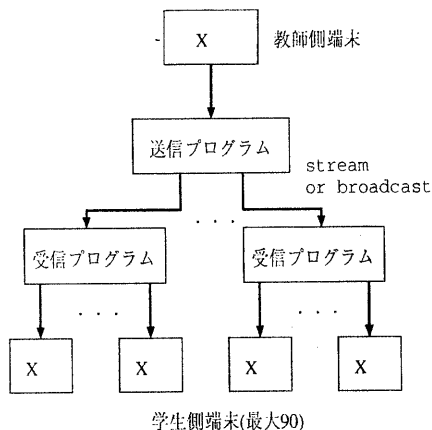 X 教師側端末
送信プログラム
stream
or broadcast
. . .
受信プログラム 受信プログラム
. . . . . .
X X X X
学生側端末(最大90)